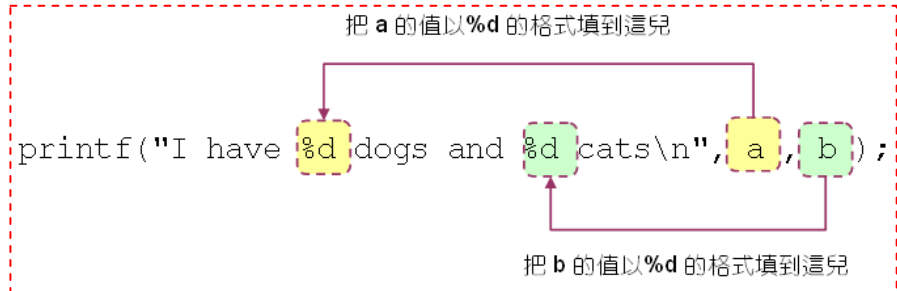 把 a 的值以%d 的格式填到這兒
printf("I have %d dogs and %d cats\n", a, b);
把 b 的值以%d 的格式填到這兒